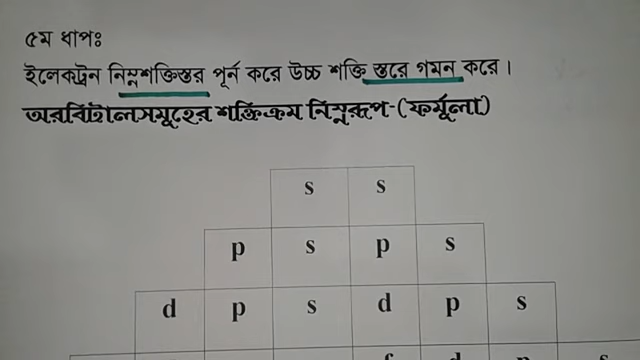 ৫ম ধাপঃ
ইলেকট্রন নিম্নশক্তিস্তর পূর্ন করে উচ্চ শক্তি স্তরে গমন করে ।
অরবিটালসমূহের শক্তিক্রম নিম্নরূপ-(ফর্মূলা)
s s
p s p s
d p s d p s